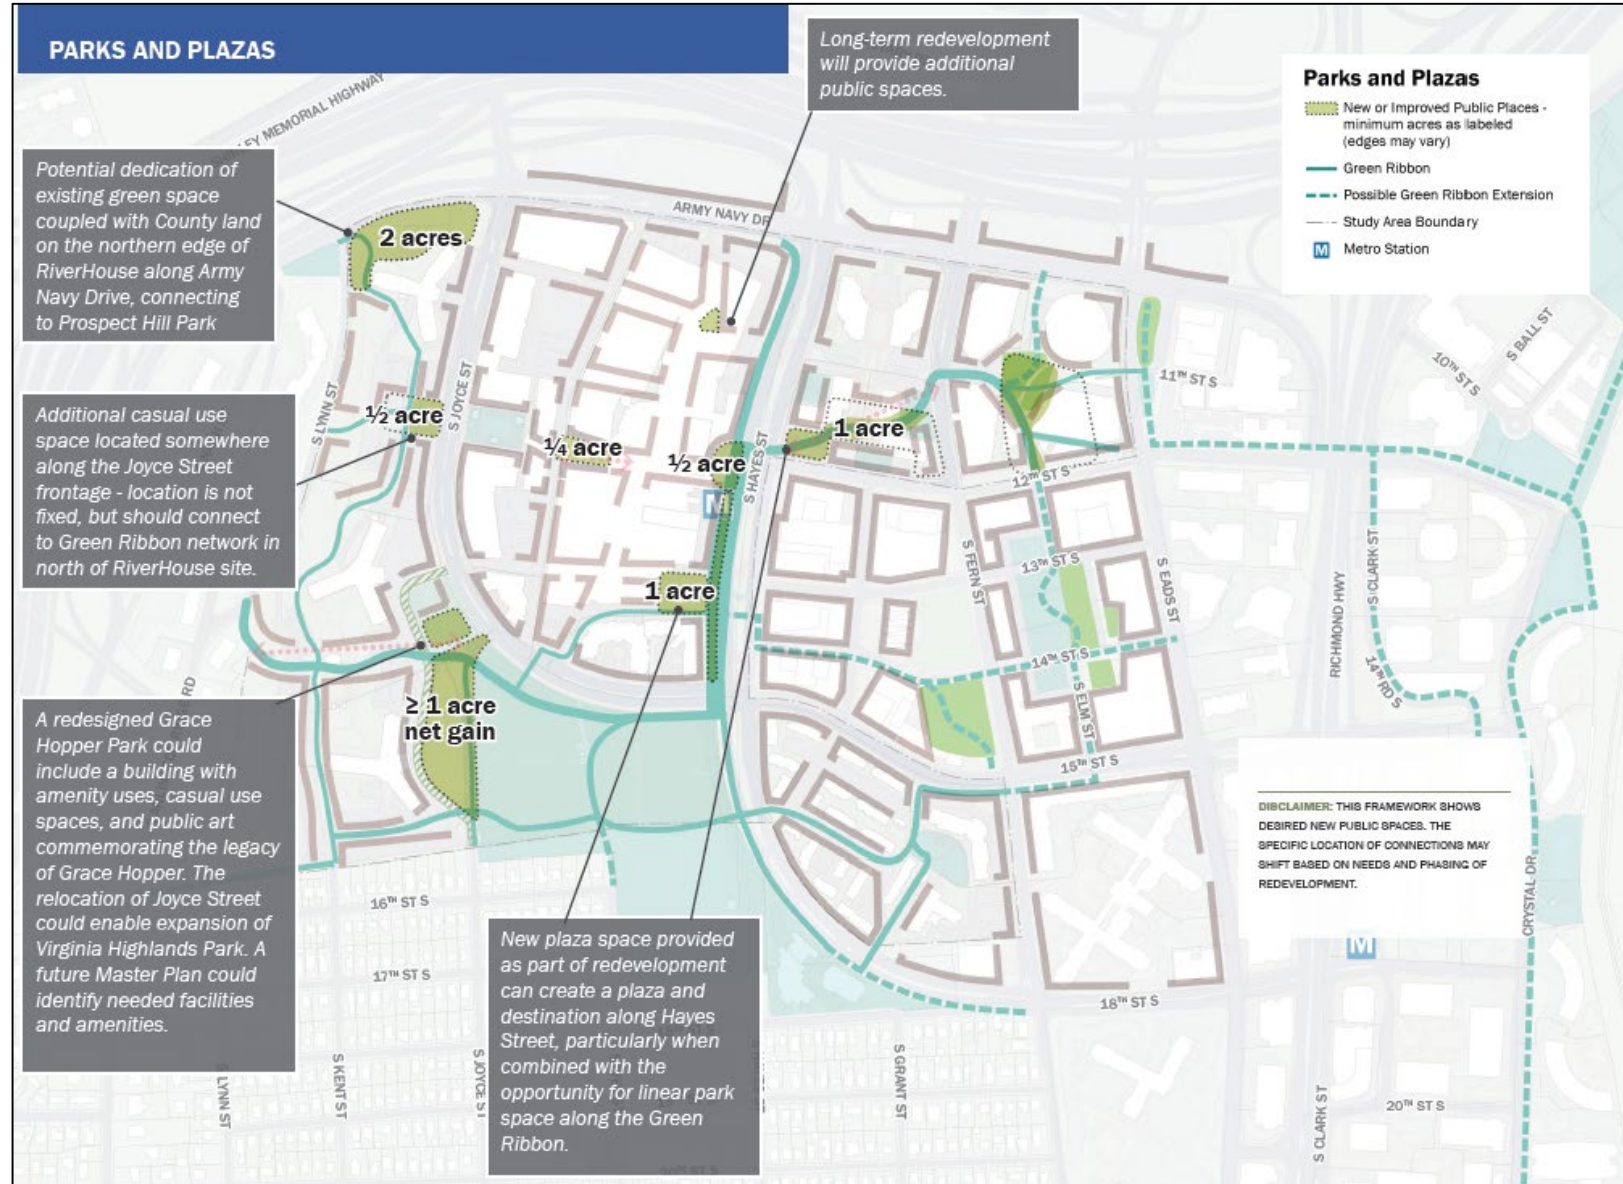 PARKS AND PLAZAS
Long-term redevelopment
will provide additional
public spaces.
Parks and Plazas
New or Improved Public Places -
minimum acres as labeled
(edges may vary)
Green Ribbon
Possible Green Ribbon Extension
Study Area Boundary
M Metro Station
MEMORIAL HIGHWAY
Potential dedication of
existing green space
coupled with County land
on the northern edge of
RiverHouse along Army
Navy Drive, connecting
to Prospect Hill Park
ARMY NAVY DR
2 acres
S BALL ST
10TH ST S
11TH ST S
S JOYCE ST
S LYNN ST
Additional casual use
space located somewhere
along the Joyce Street
frontage - location is not
fixed, but should connect
to Green Ribbon network in
north of RiverHouse site.
½ acre
¼ acre
½ acre
1 acre
S HAYES ST
M
12TH ST S
S FERN ST
13TH ST S
S EADS ST
RICHMOND HWY
S CLARK ST
1 acre
14TH ST S
14TH RD S
S ELM ST
15TH ST S
RD
≥ 1 acre
net gain
A redesigned Grace
Hopper Park could
include a building with
amenity uses, casual use
spaces, and public art
commemorating the legacy
of Grace Hopper. The
relocation of Joyce Street
could enable expansion of
Virginia Highlands Park. A
future Master Plan could
identify needed facilities
and amenities.
DISCLAIMER: THIS FRAMEWORK SHOWS
DESIRED NEW PUBLIC SPACES. THE
SPECIFIC LOCATION OF CONNECTIONS MAY
SHIFT BASED ON NEEDS AND PHASING OF
REDEVELOPMENT.
CRYSTAL DR
M
16TH ST S
17TH ST S
18TH ST S
New plaza space provided
as part of redevelopment
can create a plaza and
destination along Hayes
Street, particularly when
combined with the
opportunity for linear park
space along the Green
Ribbon.
S LYNN ST
S KENT ST
S JOYCE ST
S GRANT ST
S CLARK ST
20TH ST S